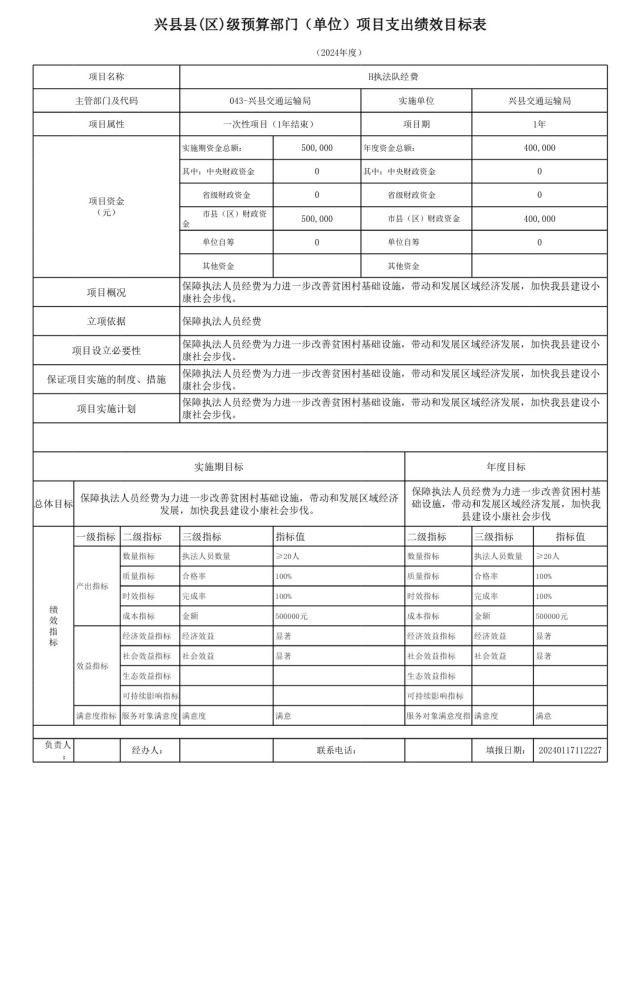 兴县县(区)级预算部门（单位）项目支出绩效目标表
（2024年度）
项目名称 H执法队经费
主管部门及代码 043-兴县交通运输局 实施单位 兴县交通运输局
项目属性 一次性项目（1年结束） 项目期 1年
项目资金
（元）
实施期资金总额： 500,000 年度资金总额： 400,000
其中：中央财政资金 0 其中：中央财政资金 0
省级财政资金 0 省级财政资金 0
市县（区）财政资
金 500,000 市县（区）财政资金 400,000
单位自筹 0 单位自筹 0
其他资金 其他资金
项目概况 保障执法人员经费为力进一步改善贫困村基础设施，带动和发展区域经济发展，加快我县建设小
康社会步伐。
立项依据 保障执法人员经费
项目设立必要性 保障执法人员经费为力进一步改善贫困村基础设施，带动和发展区域经济发展，加快我县建设小
康社会步伐。
保证项目实施的制度、措施 保障执法人员经费为力进一步改善贫困村基础设施，带动和发展区域经济发展，加快我县建设小
康社会步伐。
项目实施计划 保障执法人员经费为力进一步改善贫困村基础设施，带动和发展区域经济发展，加快我县建设小
康社会步伐。
实施期目标 年度目标
总体目标
保障执法人员经费为力进一步改善贫困村基础设施，带动和发展区域经济
发展，加快我县建设小康社会步伐。
保障执法人员经费为力进一步改善贫困村基
础设施，带动和发展区域经济发展，加快我
县建设小康社会步伐
绩效指标
一级指标 二级指标 三级指标 指标值 二级指标 三级指标 指标值
产出指标
数量指标 执法人员数量 ≥20人 数量指标 执法人员数量 ≥20人
质量指标 合格率 100% 质量指标 合格率 100%
时效指标 完成率 100% 时效指标 完成率 100%
成本指标 金额 500000元 成本指标 金额 500000元
效益指标
经济效益指标 经济效益 显著 经济效益指标 经济效益 显著
社会效益指标 社会效益 显著 社会效益指标 社会效益 显著
生态效益指标 生态效益指标
可持续影响指标 可持续影响指标
满意度指标 服务对象满意度 满意度 满意 服务对象满意度指 满意度 满意
负责人
： 经办人： 联系电话： 填报日期： 20240117112227